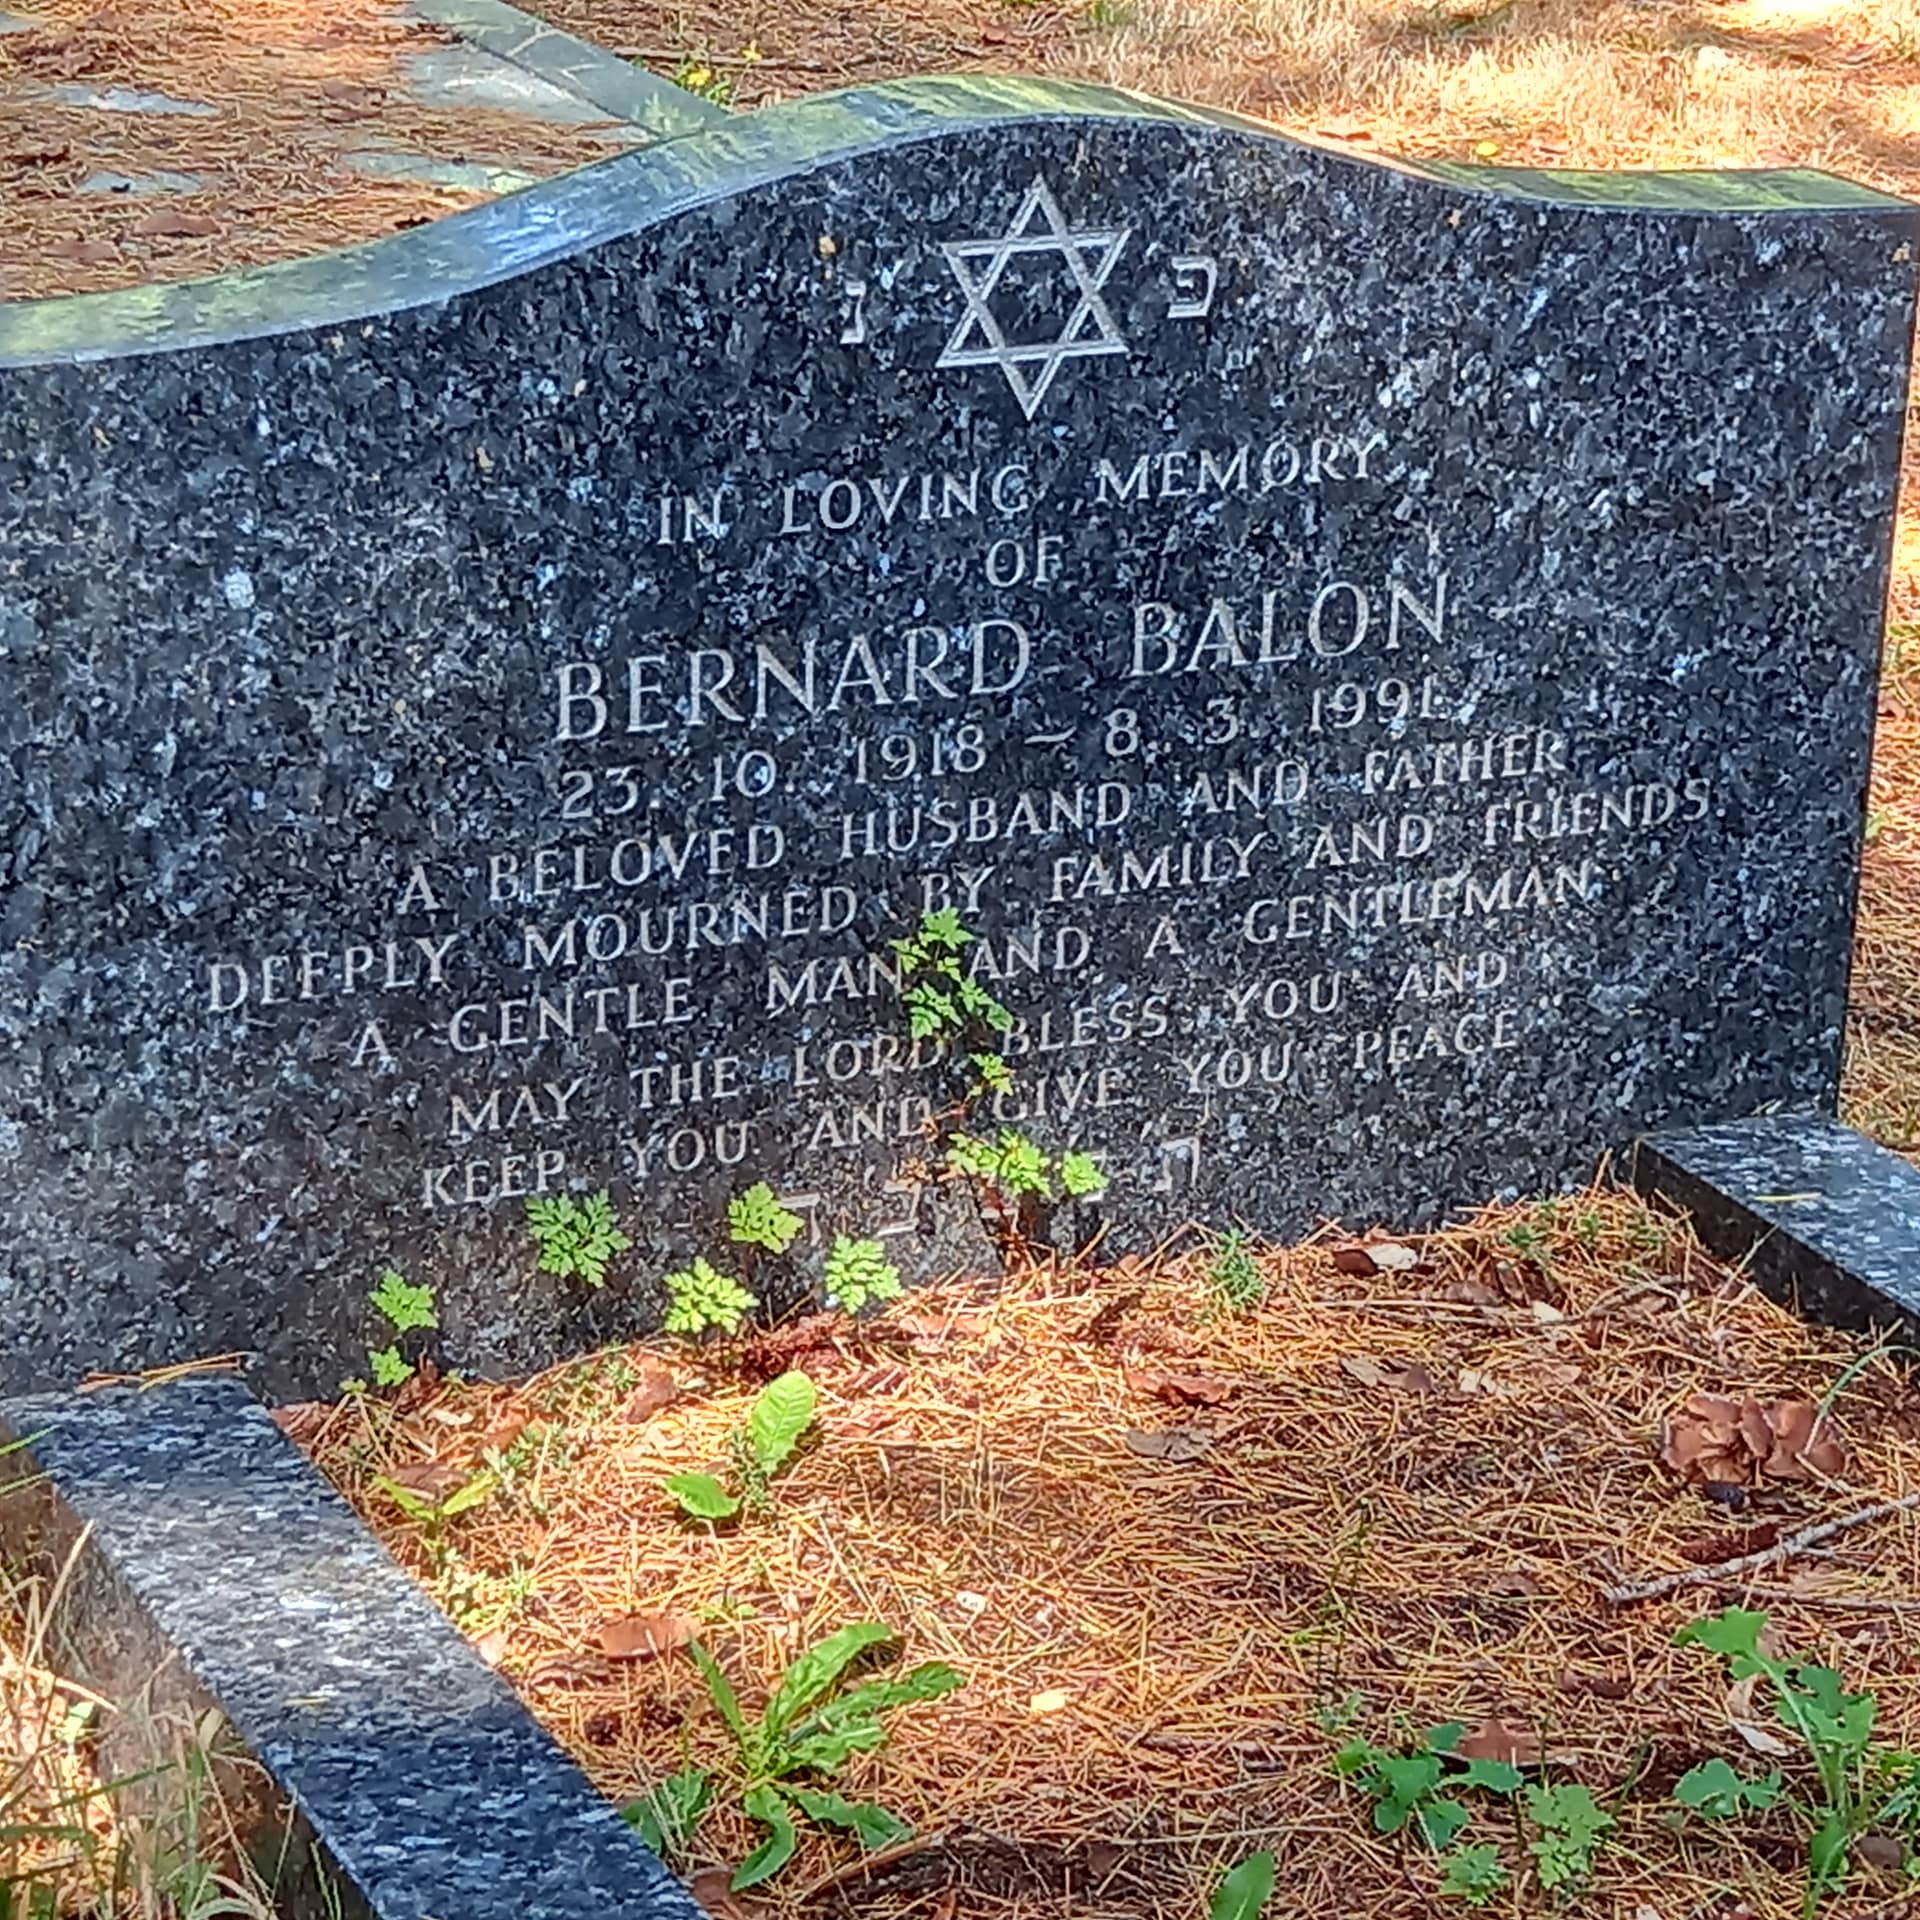 פ נ
IN LOVING MEMORY
OF
BERNARD BALON
23. 10. 1918 ~ 8. 3. 1991.
A BELOVED HUSBAND AND FATHER
DEEPLY MOURNED BY FAMILY AND FRIENDS.
A GENTLE MAN AND A GENTLEMAN
MAY THE LORD BLESS YOU AND
KEEP YOU AND GIVE YOU PEACE